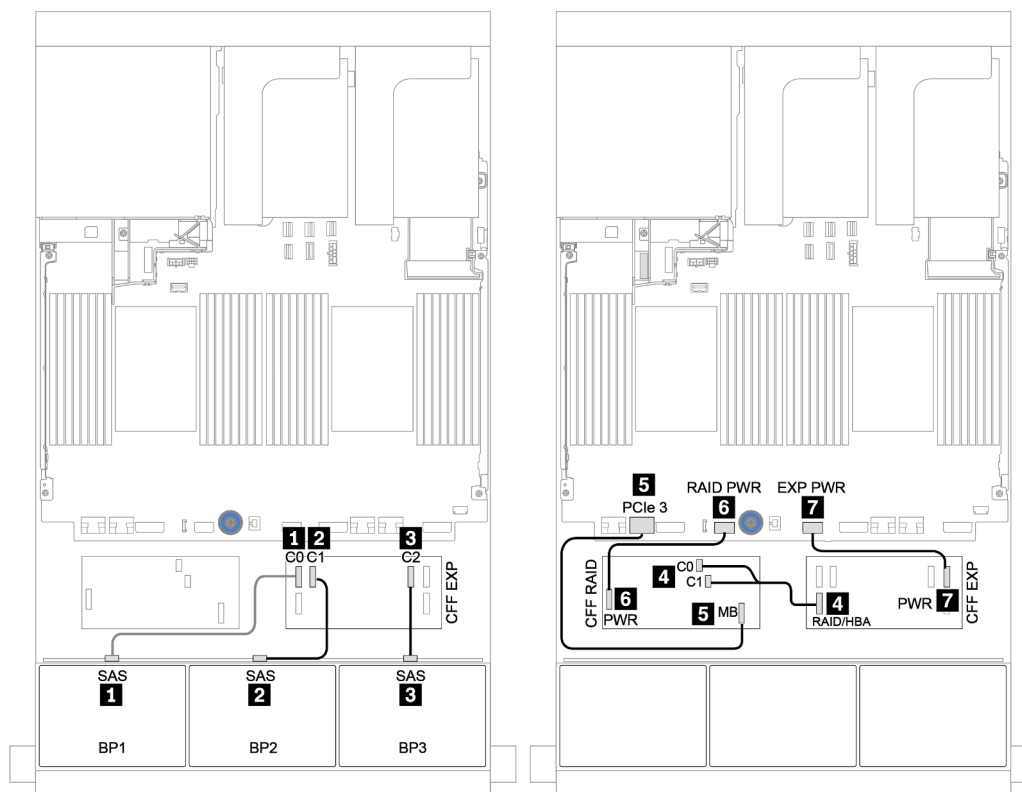 1 2 3
C0 C1 C2
CFF EXP
SAS SAS SAS
1 2 3
BP1 BP2 BP3
5 RAID PWR EXP PWR
PCIe 3 6 7
CFF RAID
C0
4 C1
6
PWR
5 MB
4
RAID/HBA
PWR 7
CFF EXP